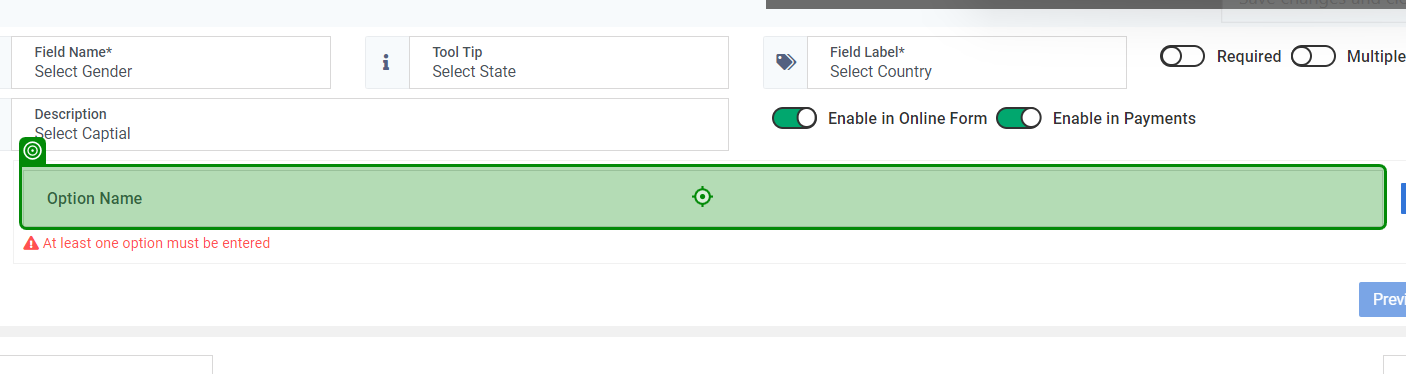 Field Name*
Select Gender
Tool Tip
Select State
Field Label*
Select Country
Required
Multiple
Description
Select Captial
Enable in Online Form
Enable in Payments
Option Name
At least one option must be entered
Previ